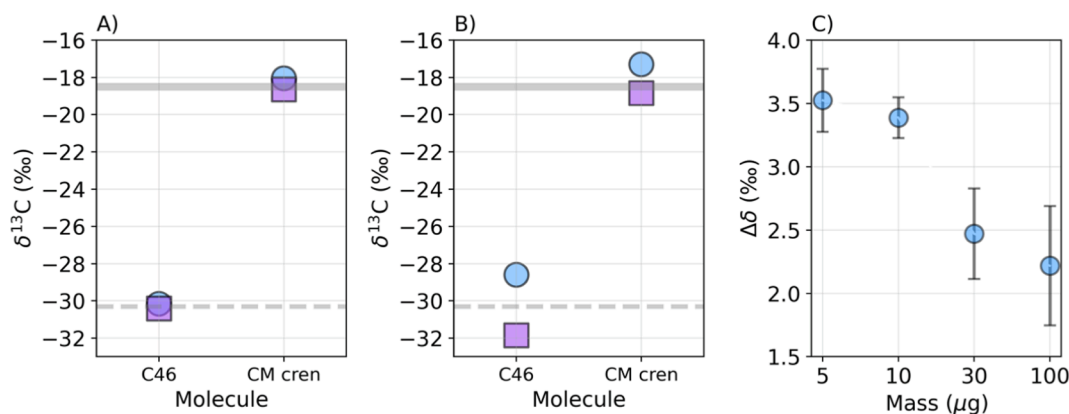 A)
−16
−18
−20
−22
−24
−26
−28
−30
−32
δ¹³C (‰)
C46
CM cren
Molecule
B)
−16
−18
−20
−22
−24
−26
−28
−30
−32
δ¹³C (‰)
C46
CM cren
Molecule
C)
4.0
3.5
3.0
2.5
2.0
1.5
Δδ (‰)
5
10
30
100
Mass (μg)